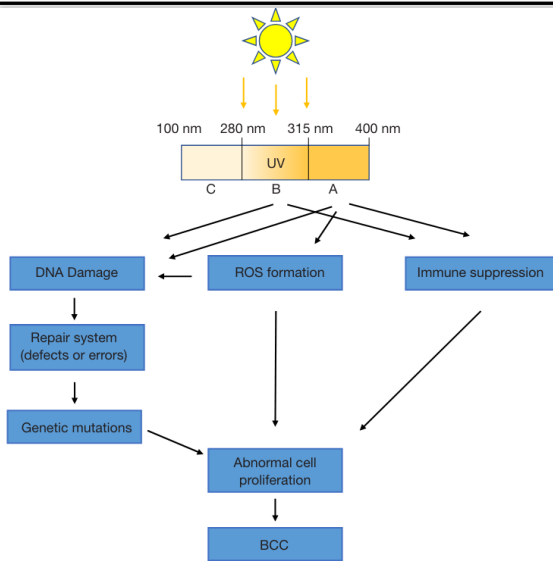 100 nm 280 nm 315 nm 400 nm
UV
C B A
DNA Damage ROS formation Immune suppression
Repair system
(defects or errors)
Genetic mutations
Abnormal cell
proliferation
BCC